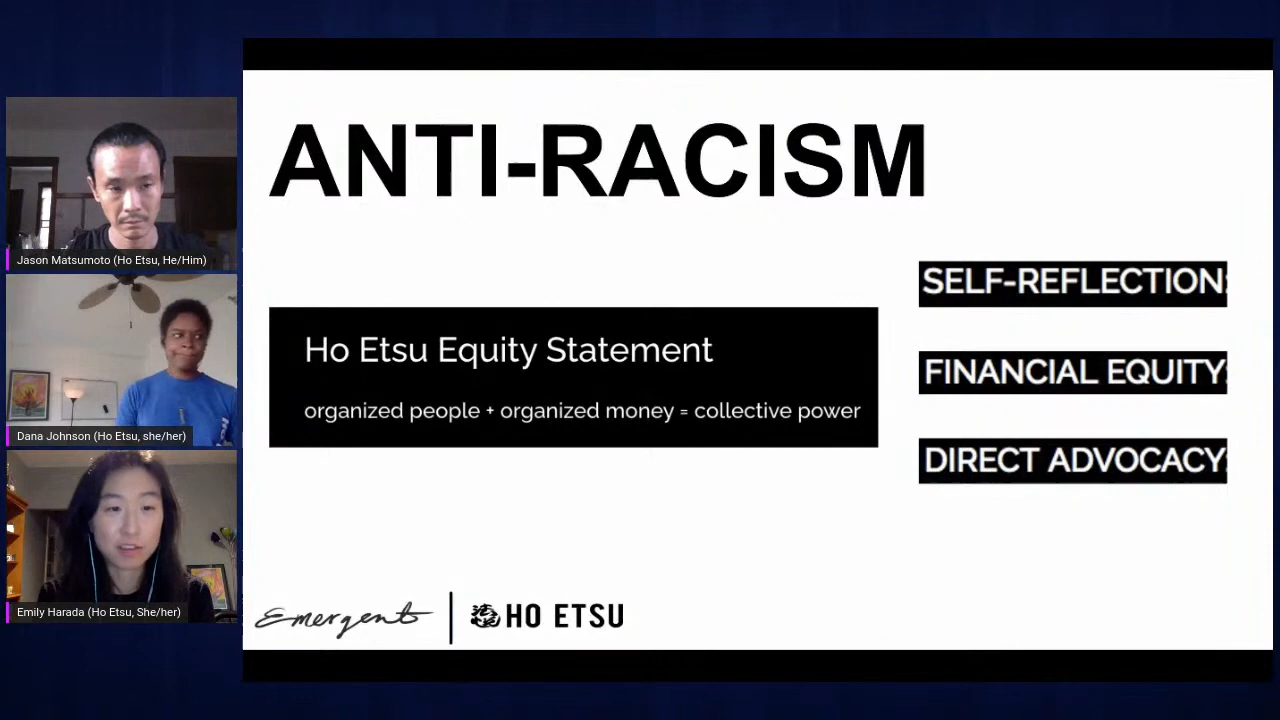 ANTI-RACISM
Ho Etsu Equity Statement
organized people + organized money = collective power
SELF-REFLECTION:
FINANCIAL EQUITY:
DIRECT ADVOCACY:
Emergent
HO ETSU
Jason Matsumoto (Ho Etsu, He/Him)
Dana Johnson (Ho Etsu, she/her)
Emily Harada (Ho Etsu, She/her)